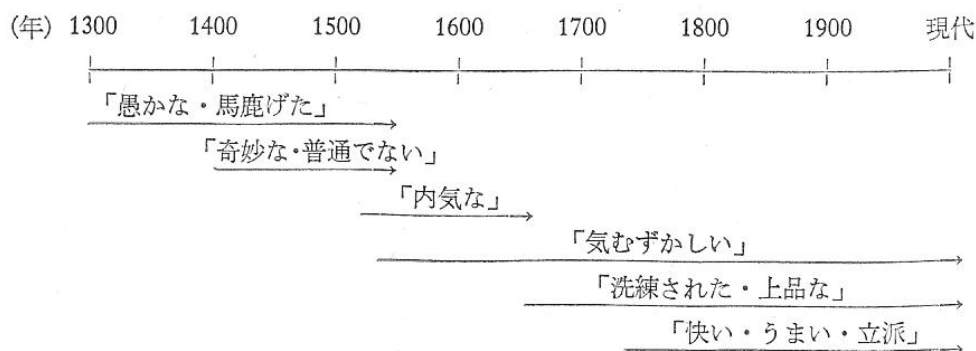 (年) 1300 1400 1500 1600 1700 1800 1900 現代
「愚かな・馬鹿げた」
「奇妙な・普通でない」
「内気な」
「気むずかしい」
「洗練された・上品な」
「快い・うまい・立派」